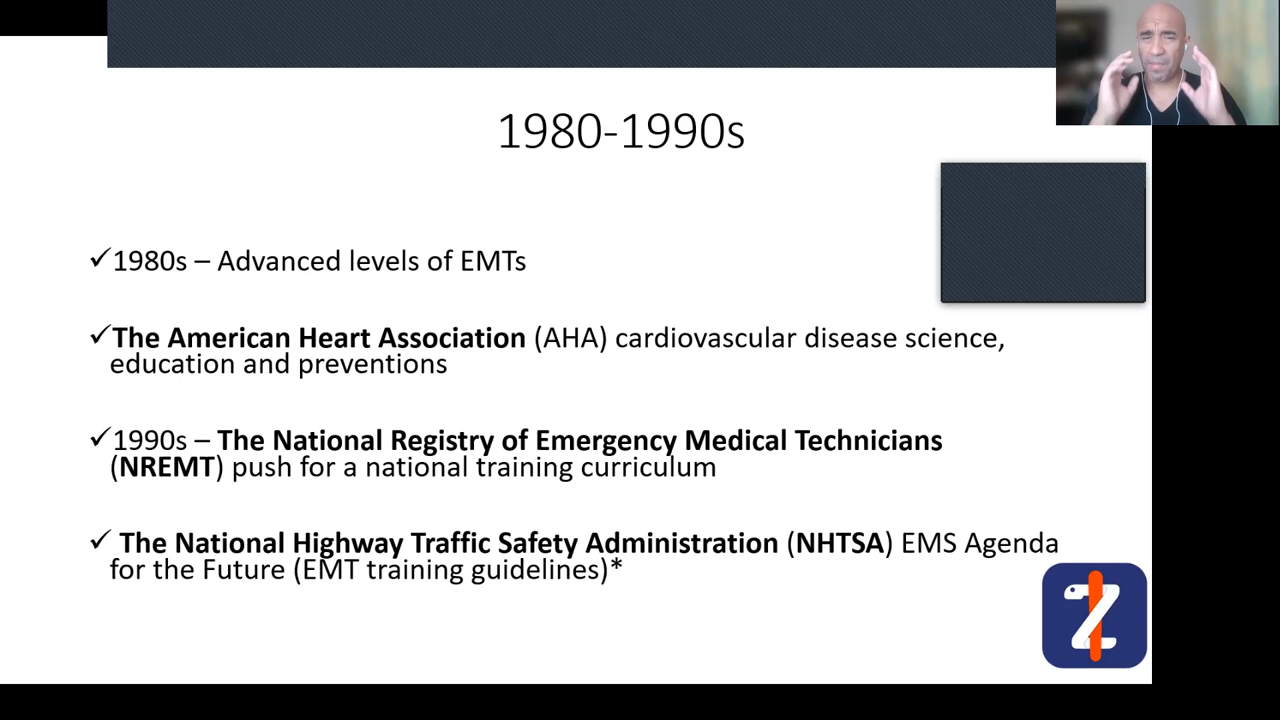 1980-1990s
✓1980s – Advanced levels of EMTs
✓The American Heart Association (AHA) cardiovascular disease science,
education and preventions
✓1990s – The National Registry of Emergency Medical Technicians
(NREMT) push for a national training curriculum
✓ The National Highway Traffic Safety Administration (NHTSA) EMS Agenda
for the Future (EMT training guidelines)*